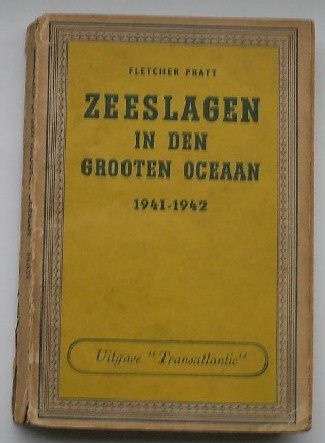 FLETCHER PRATT
ZEESLAGEN
IN DEN
GROOTEN OCEAAN
1941-1942
Uitgave "Transatlantic"